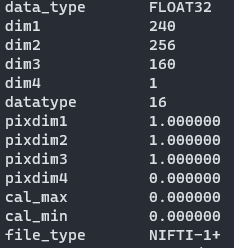 data_type FLOAT32
dim1 240
dim2 256
dim3 160
dim4 1
datatype 16
pixdim1 1.000000
pixdim2 1.000000
pixdim3 1.000000
pixdim4 0.000000
cal_max 0.000000
cal_min 0.000000
file_type NIFTI-1+